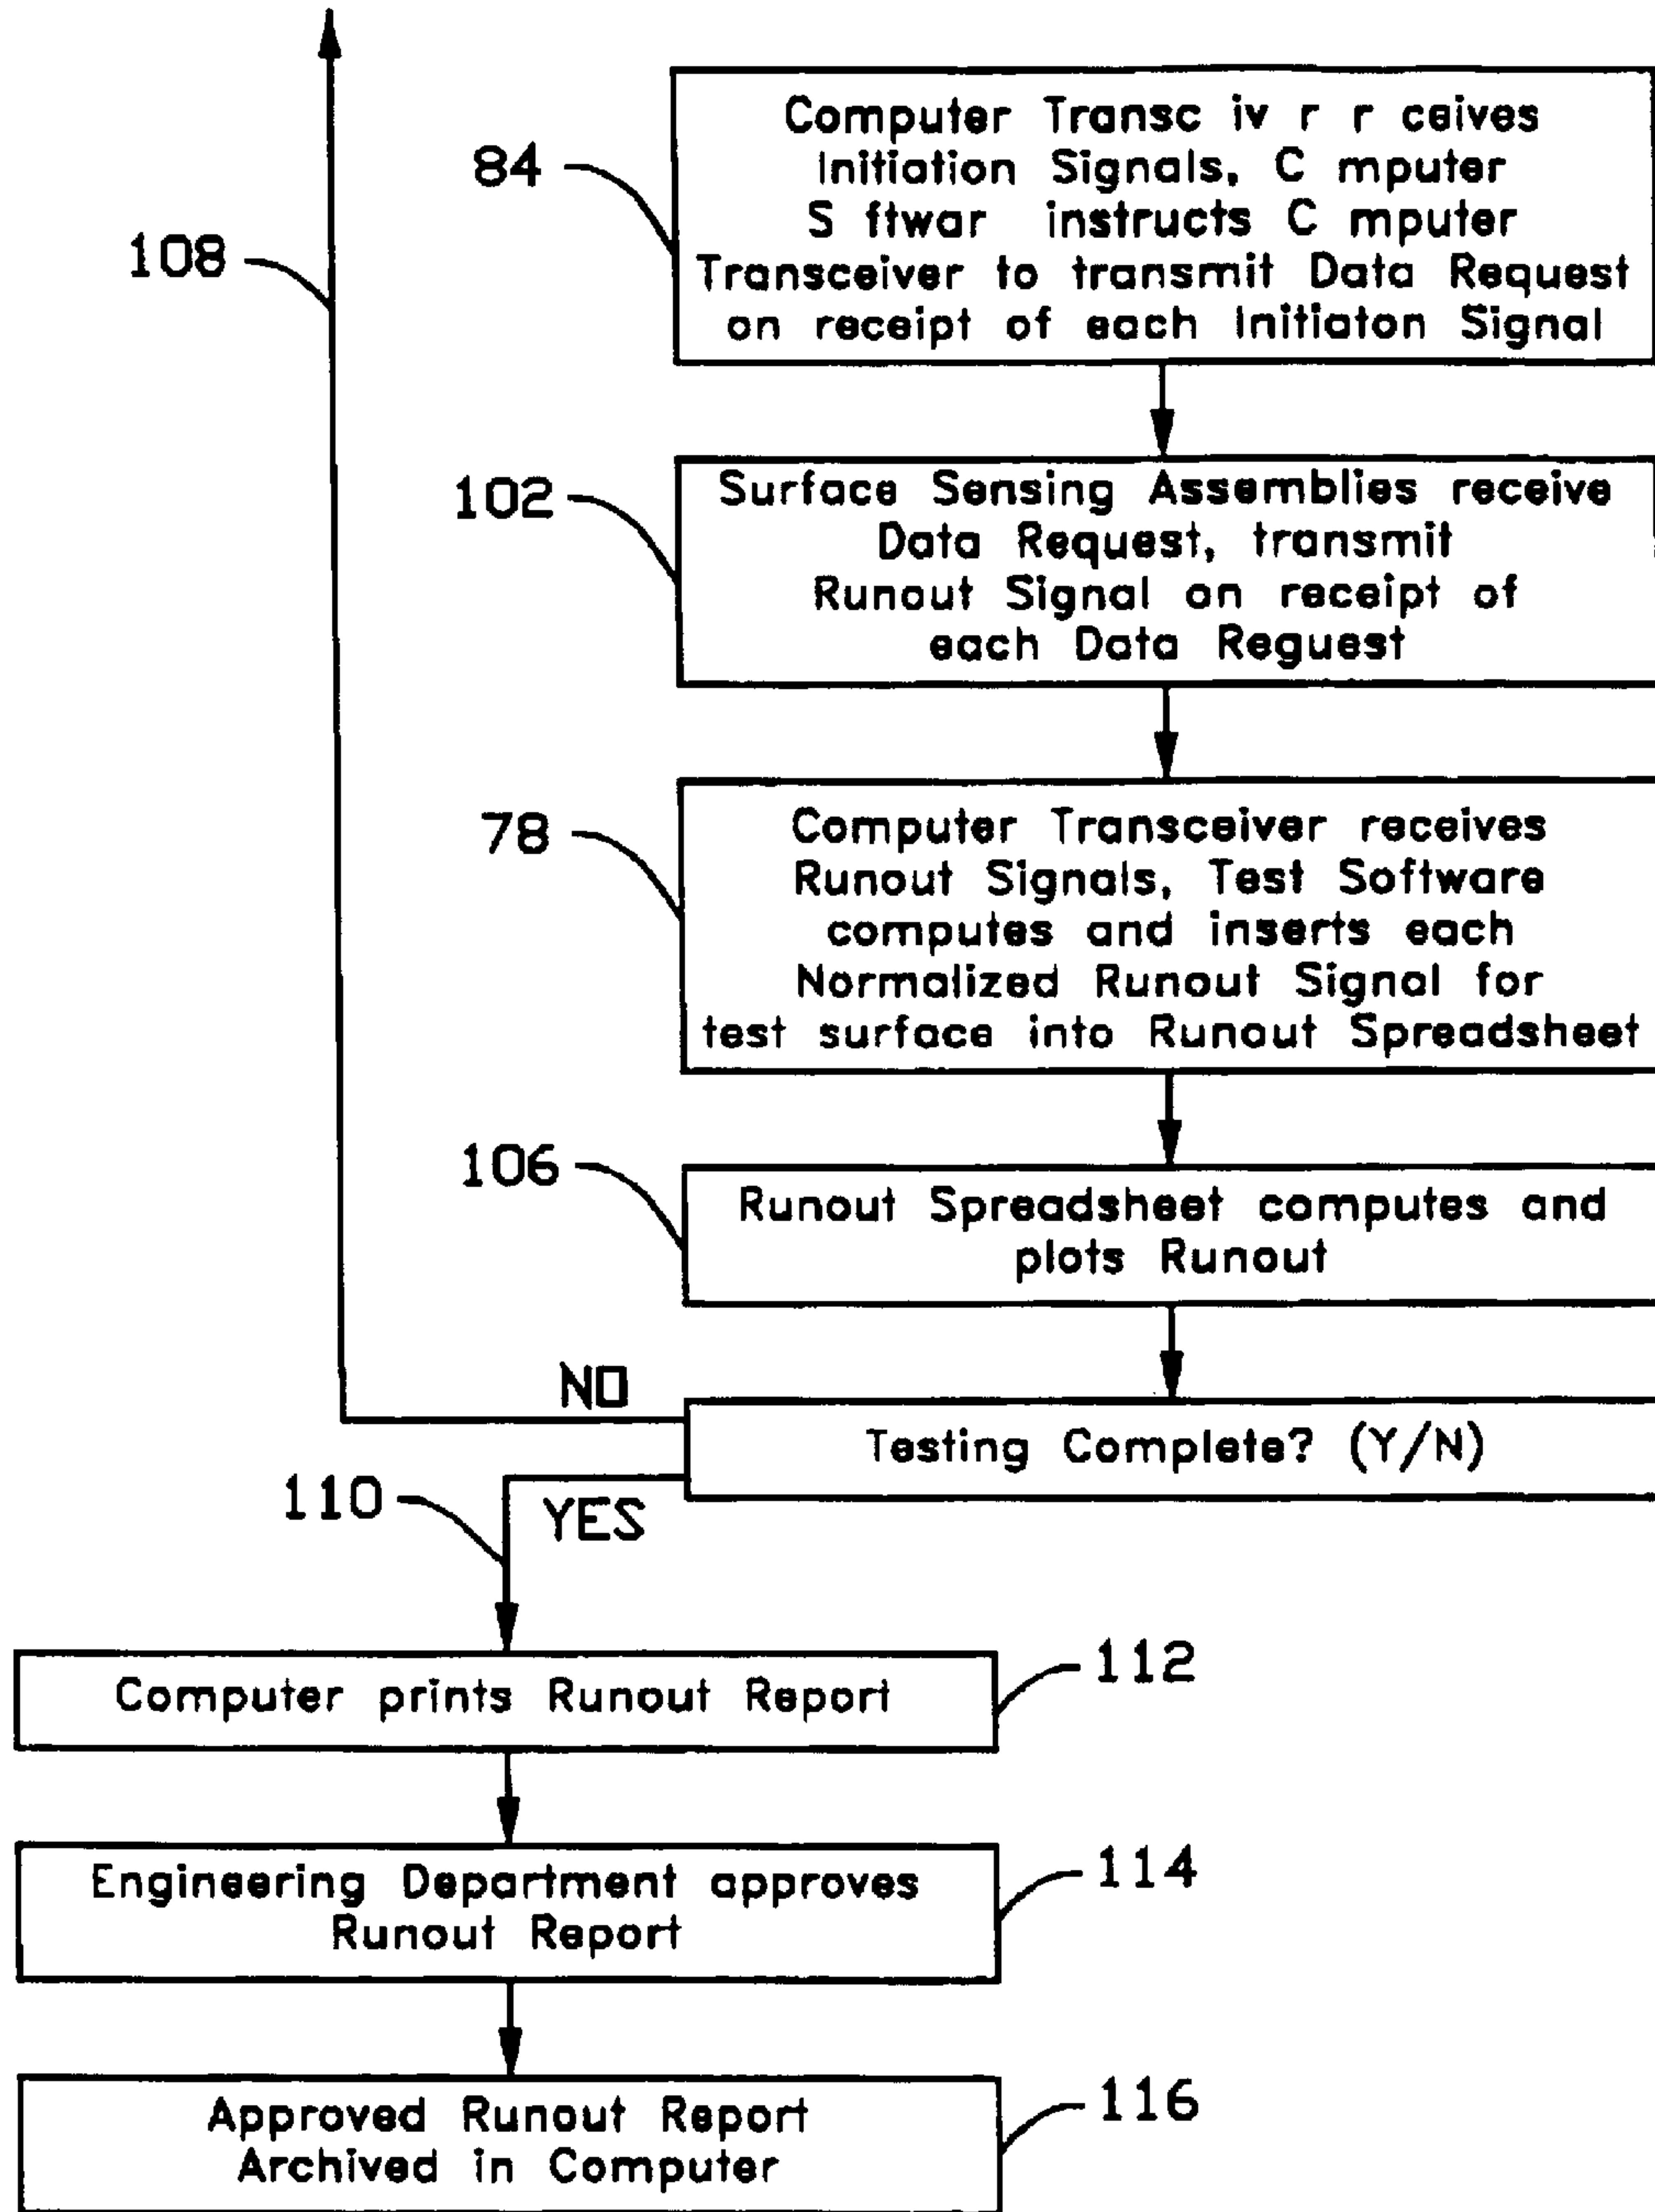 84
Computer Transc iv r r ceives
Initiation Signals, C mputer
S ftwar instructs C mputer
Transceiver to transmit Data Request
on receipt of each Initiaton Signal
108
102
Surface Sensing Assemblies receive
Data Request, transmit
Runout Signal on receipt of
each Data Reguest
78
Computer Transceiver receives
Runout Signals, Test Software
computes and inserts each
Normalized Runout Signal for
test surface into Runout Spreadsheet
106
Runout Spreadsheet computes and
plots Runout
NO
Testing Complete? (Y/N)
110
YES
Computer prints Runout Report
112
Engineering Department approves
Runout Report
114
Approved Runout Report
Archived in Computer
116